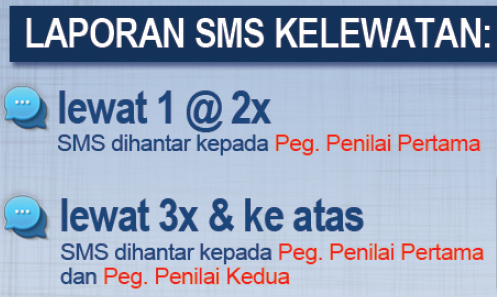 LAPORAN SMS KELEWATAN:
lewat 1 @ 2x
SMS dihantar kepada Peg. Penilai Pertama
lewat 3x & ke atas
SMS dihantar kepada Peg. Penilai Pertama
dan Peg. Penilai Kedua